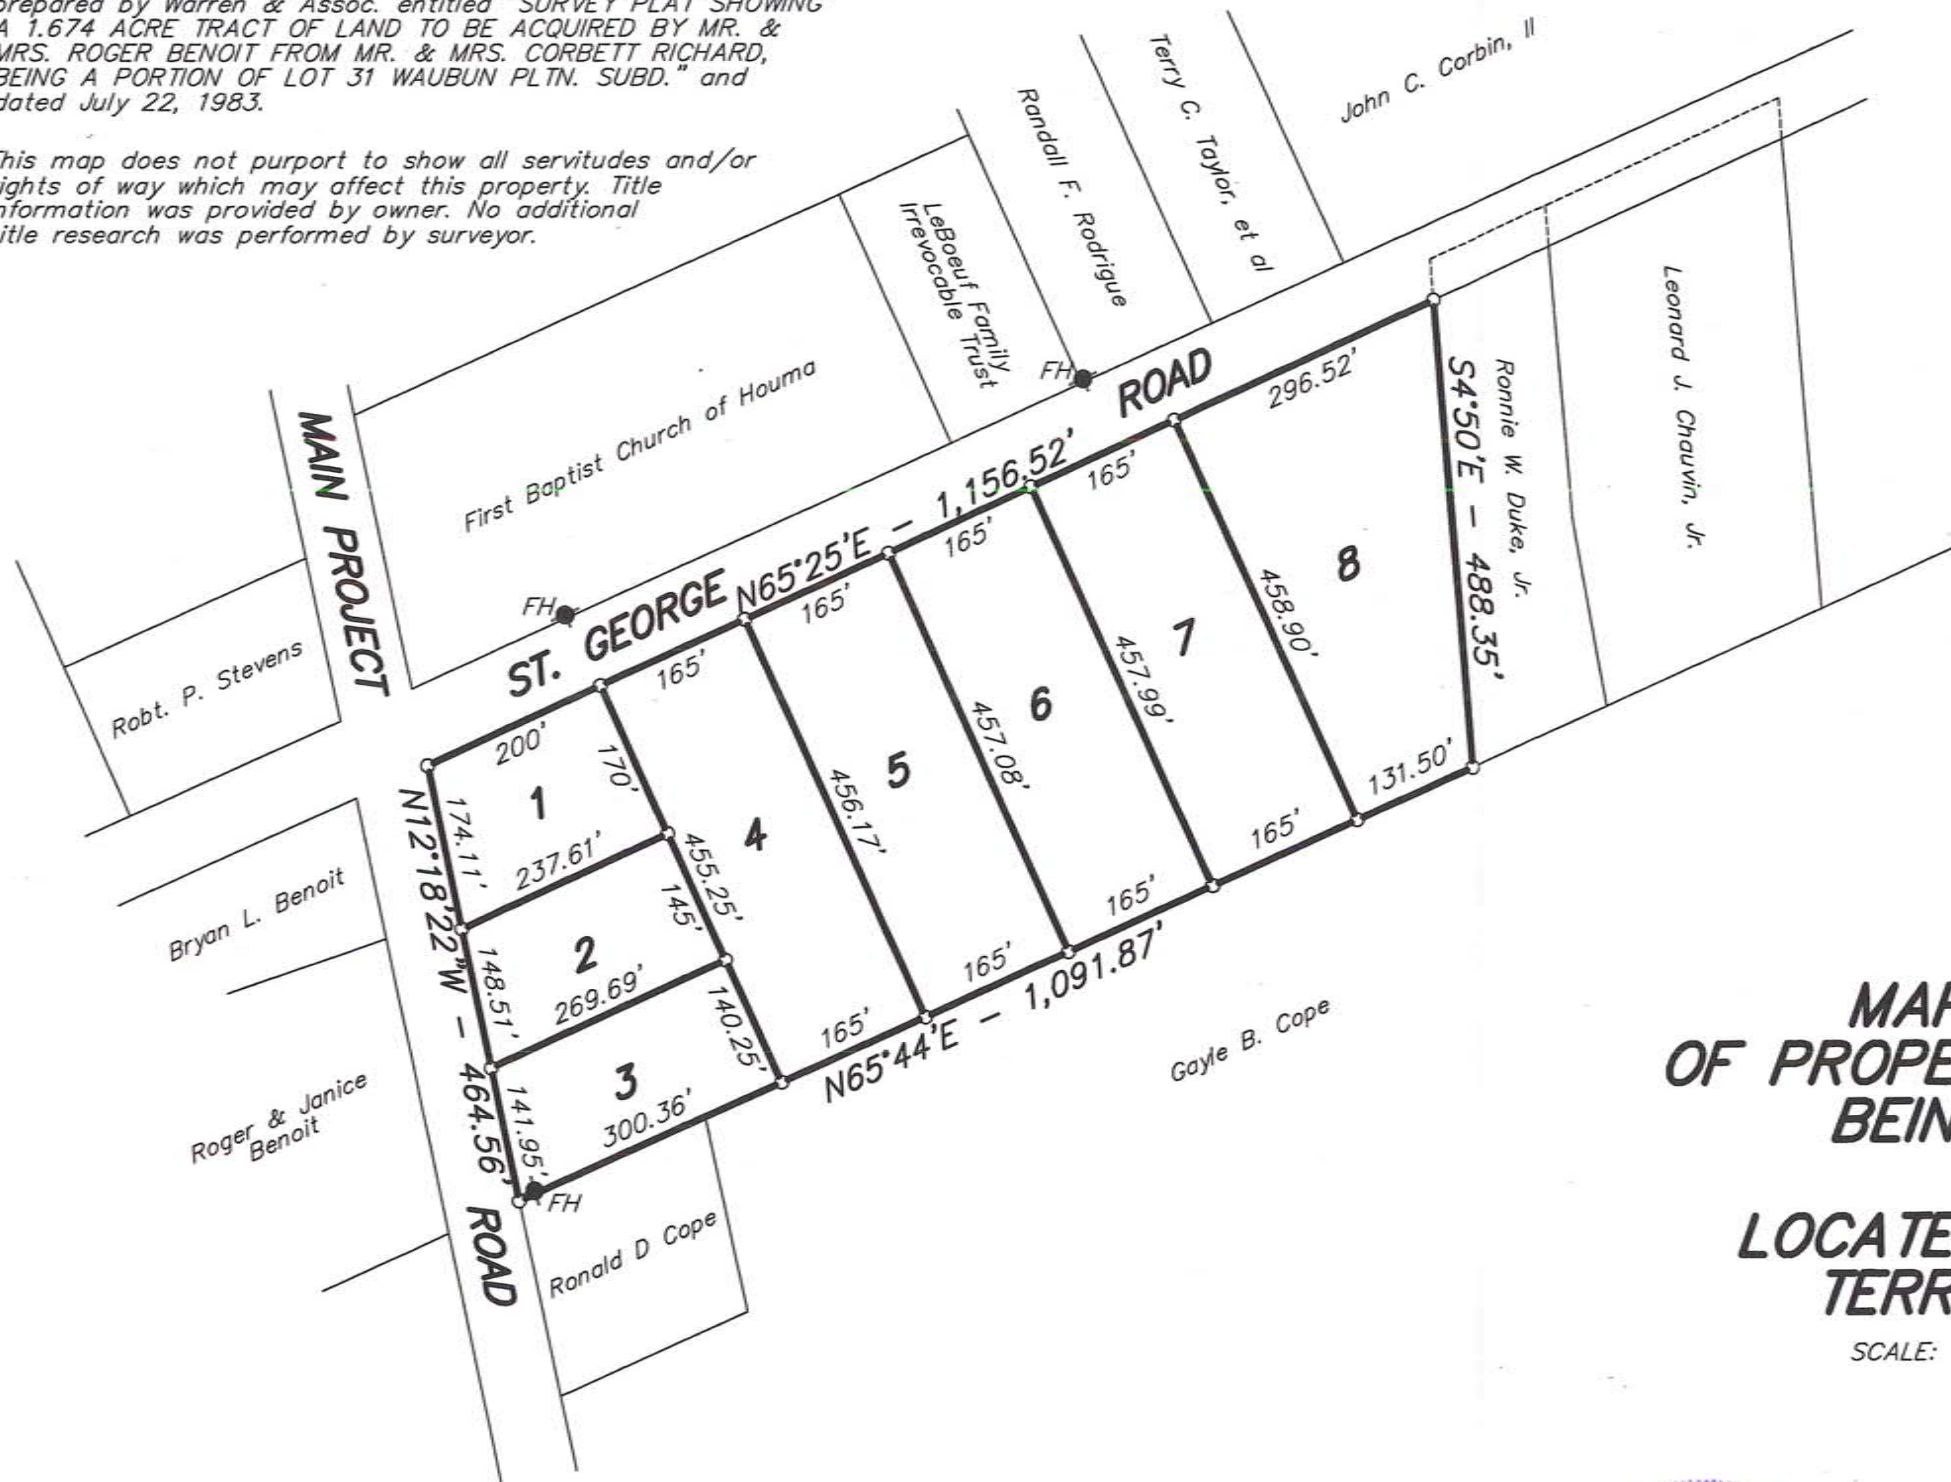 prepared by Warren & Assoc. entitled "SURVEY PLAT SHOWING
A 1.674 ACRE TRACT OF LAND TO BE ACQUIRED BY MR. &
MRS. ROGER BENOIT FROM MR. & MRS. CORBETT RICHARD,
BEING A PORTION OF LOT 31 WAUBUN PLTN. SUBD." and
dated July 22, 1983.
This map does not purport to show all servitudes and/or
rights of way which may affect this property. Title
information was provided by owner. No additional
title research was performed by surveyor.
John C. Corbin, II
Terry C. Taylor, et al
Randall F. Rodrigue
LeBoeuf Family
Irrevocable Trust
First Baptist Church of Houma
Leonard J. Chauvin, Jr.
Ronnie W. Duke, Jr.
S4°50'E - 488.35'
MAIN PROJECT
ROAD
Robt. P. Stevens
Bryan L. Benoit
Roger & Janice
Benoit
Ronald D Cope
Gayle B. Cope
FH
FH
FH
ST. GEORGE
ROAD
N65°25'E - 1,156.52'
200'
165'
165'
165'
165'
296.52'
N12°18'22"W - 464.56'
174.11'
148.51'
141.95'
1
2
3
4
5
6
7
8
170'
237.61'
145'
269.69'
140.25'
300.36'
455.25'
456.17'
457.08'
457.99'
458.90'
165'
165'
165'
165'
131.50'
N65°44'E - 1,091.87'
MAP
OF PROPE
BEIN
LOCATE
TERR
SCALE: